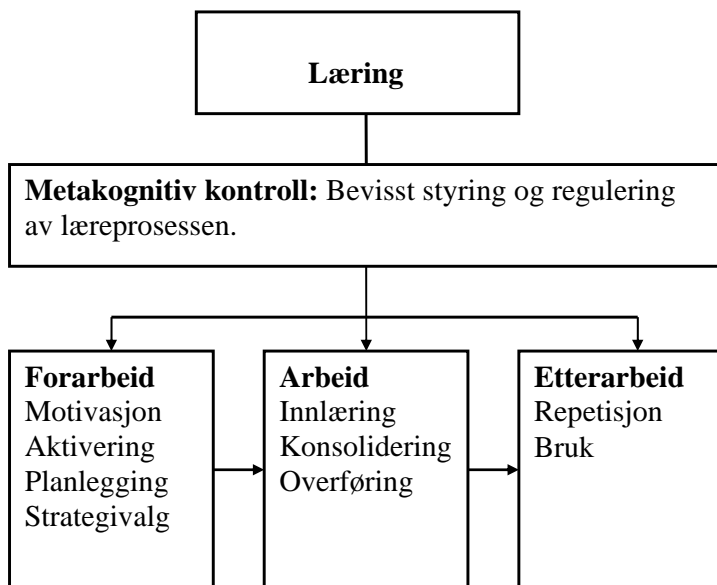 Læring
Metakognitiv kontroll: Bevisst styring og regulering
av læreprosessen.
Forarbeid
Motivasjon
Aktivering
Planlegging
Strategivalg
Arbeid
Innlæring
Konsolidering
Overføring
Etterarbeid
Repetisjon
Bruk